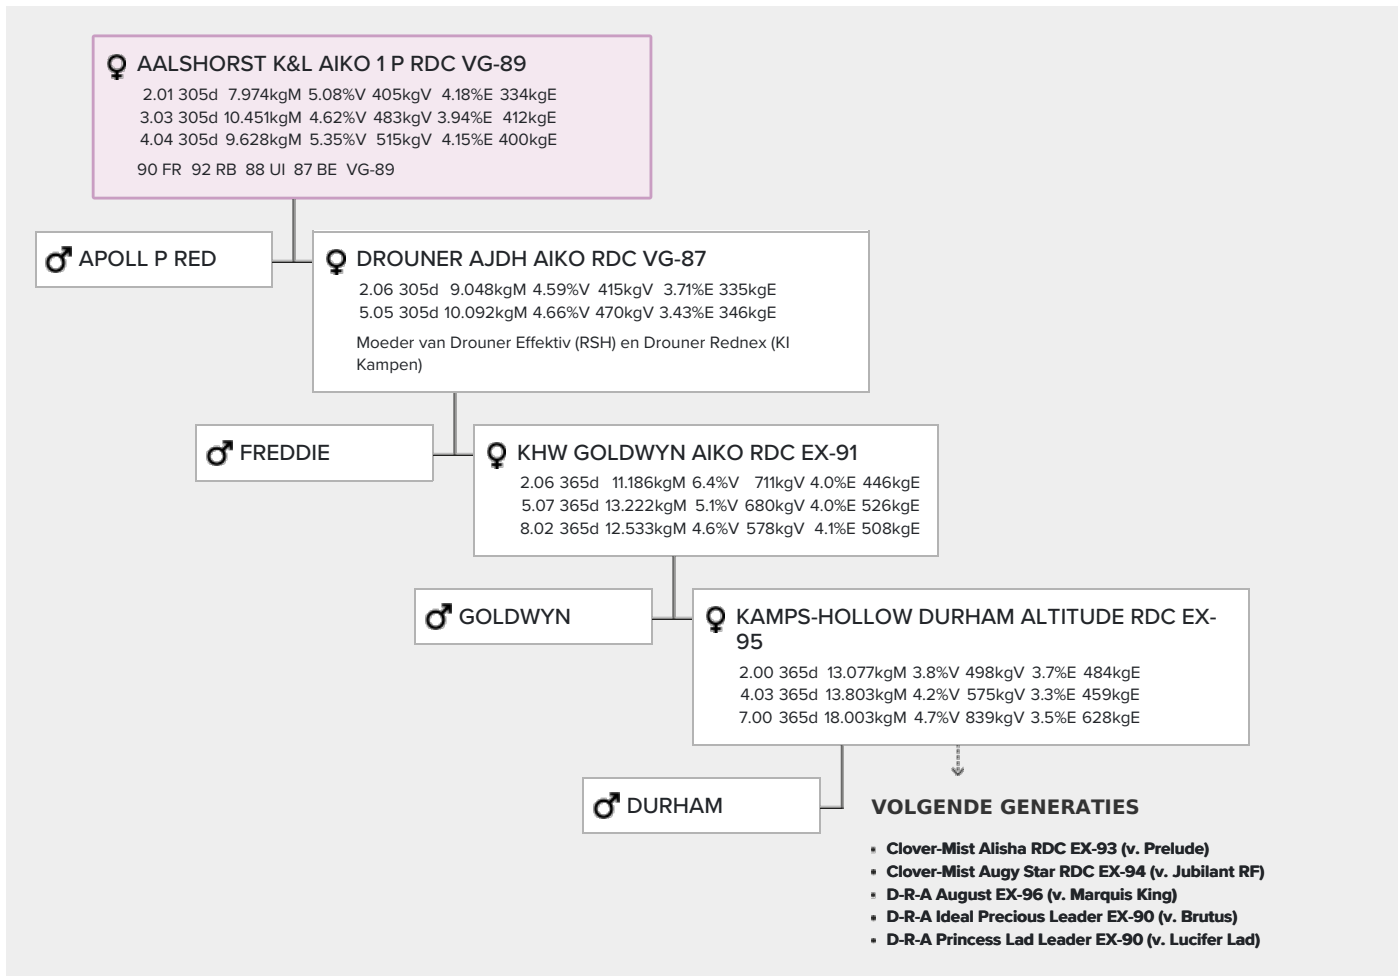 AALSHORST K&L AIKO 1 P RDC VG-89
2.01 305d 7.974kgM 5.08%V 405kgV 4.18%E 334kgE
3.03 305d 10.451kgM 4.62%V 483kgV 3.94%E 412kgE
4.04 305d 9.628kgM 5.35%V 515kgV 4.15%E 400kgE
90 FR 92 RB 88 UI 87 BE VG-89
APOLL P RED
DROUNER AJDH AIKO RDC VG-87
2.06 305d 9.048kgM 4.59%V 415kgV 3.71%E 335kgE
5.05 305d 10.092kgM 4.66%V 470kgV 3.43%E 346kgE
Moeder van Drouner Effektiv (RSH) en Drouner Rednex (KI
Kampen)
FREDDIE
KHW GOLDWYN AIKO RDC EX-91
2.06 365d 11.186kgM 6.4%V 711kgV 4.0%E 446kgE
5.07 365d 13.222kgM 5.1%V 680kgV 4.0%E 526kgE
8.02 365d 12.533kgM 4.6%V 578kgV 4.1%E 508kgE
GOLDWYN
KAMPS-HOLLOW DURHAM ALTITUDE RDC EX-
95
2.00 365d 13.077kgM 3.8%V 498kgV 3.7%E 484kgE
4.03 365d 13.803kgM 4.2%V 575kgV 3.3%E 459kgE
7.00 365d 18.003kgM 4.7%V 839kgV 3.5%E 628kgE
DURHAM
VOLGENDE GENERATIES
Clover-Mist Alisha RDC EX-93 (v. Prelude)
Clover-Mist Augy Star RDC EX-94 (v. Jubilant RF)
D-R-A August EX-96 (v. Marquis King)
D-R-A Ideal Precious Leader EX-90 (v. Brutus)
D-R-A Princess Lad Leader EX-90 (v. Lucifer Lad)